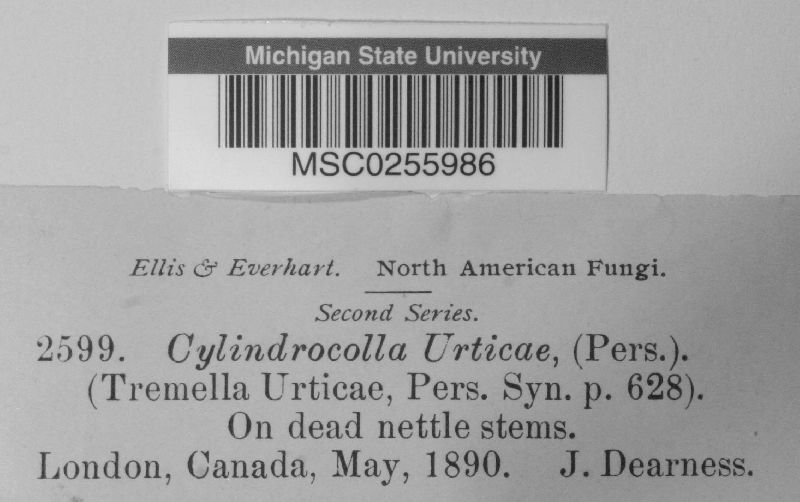 Michigan State University
MSC0255986
Ellis & Everhart. North American Fungi.
Second Series.
2599. Cylindrocolla Urticae, (Pers.).
(Tremella Urticae, Pers. Syn. p. 628).
On dead nettle stems.
London, Canada, May, 1890. J. Dearness.